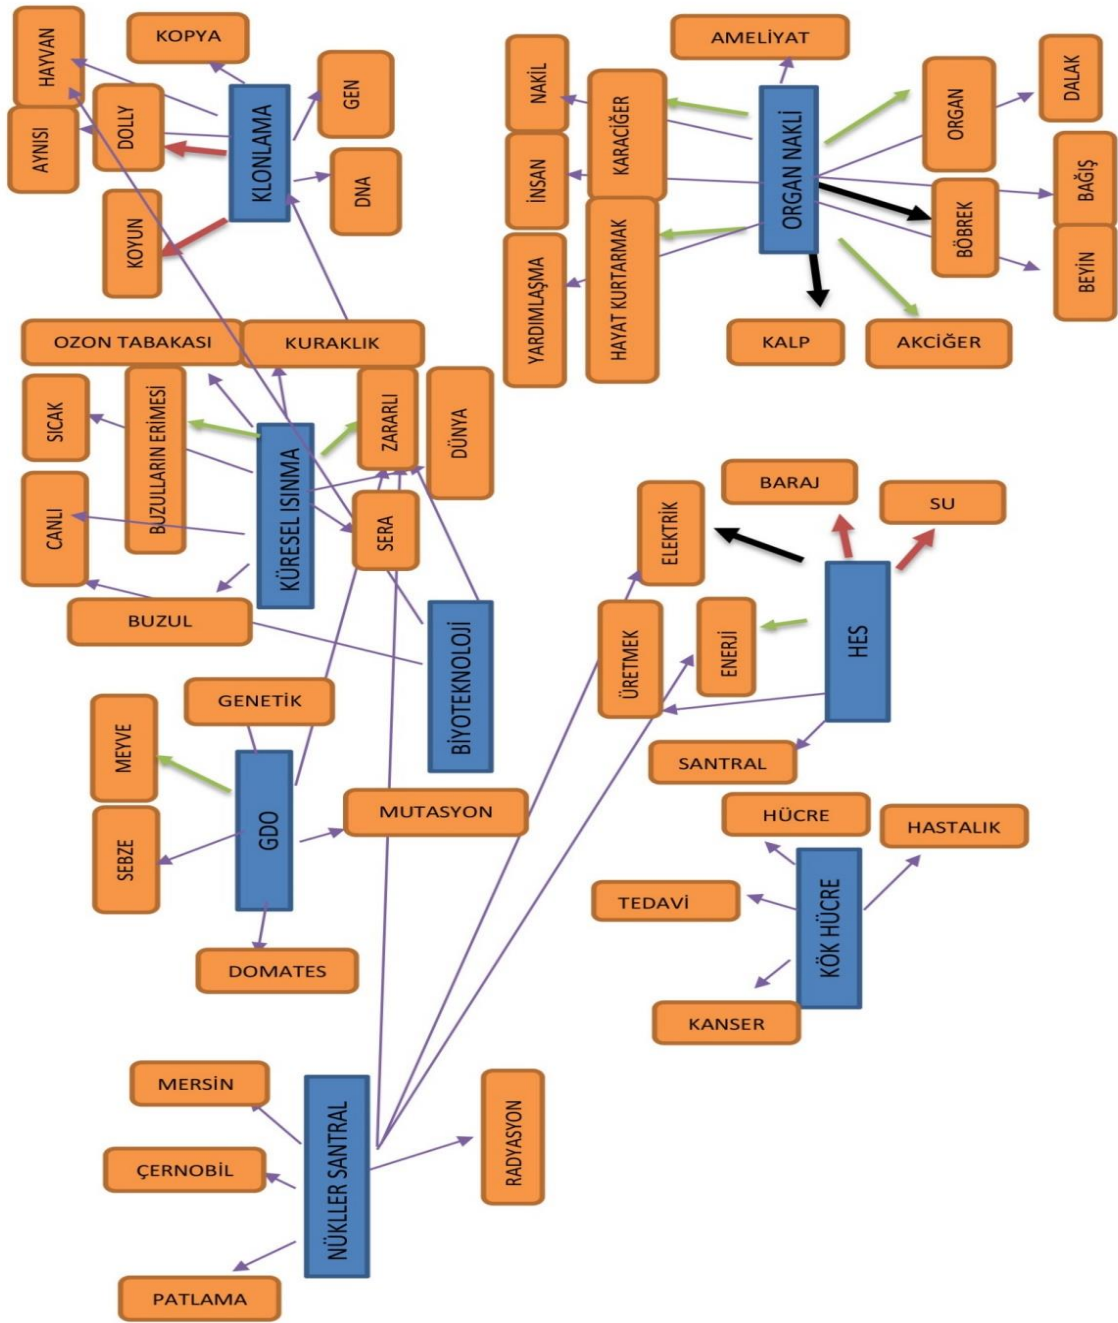 KOPYA
HAYVAN
AYNISI
DOLLY
KLONLAMA
GEN
DNA
KOYUN
AMELİYAT
NAKİL
KARACİĞER
İNSAN
ORGAN NAKLİ
ORGAN
DALAK
BAĞIŞ
BÖBREK
BEYİN
YARDIMLAŞMA
HAYAT KURTARMAK
KALP
AKCİĞER
OZON TABAKASI
KURAKLIK
SICAK
BUZULLARIN ERİMESİ
ZARARLI
DÜNYA
CANLI
KÜRESEL ISINMA
SERA
BUZUL
BİYOTEKNOLOJİ
BARAJ
SU
ELEKTRİK
ÜRETMEK
ENERJİ
HES
SANTRAL
GENETİK
MEYVE
SEBZE
GDO
MUTASYON
DOMATES
HÜCRE
HASTALIK
TEDAVİ
KÖK HÜCRE
KANSER
MERSİN
ÇERNOBİL
NÜKLLER SANTRAL
RADYASYON
PATLAMA